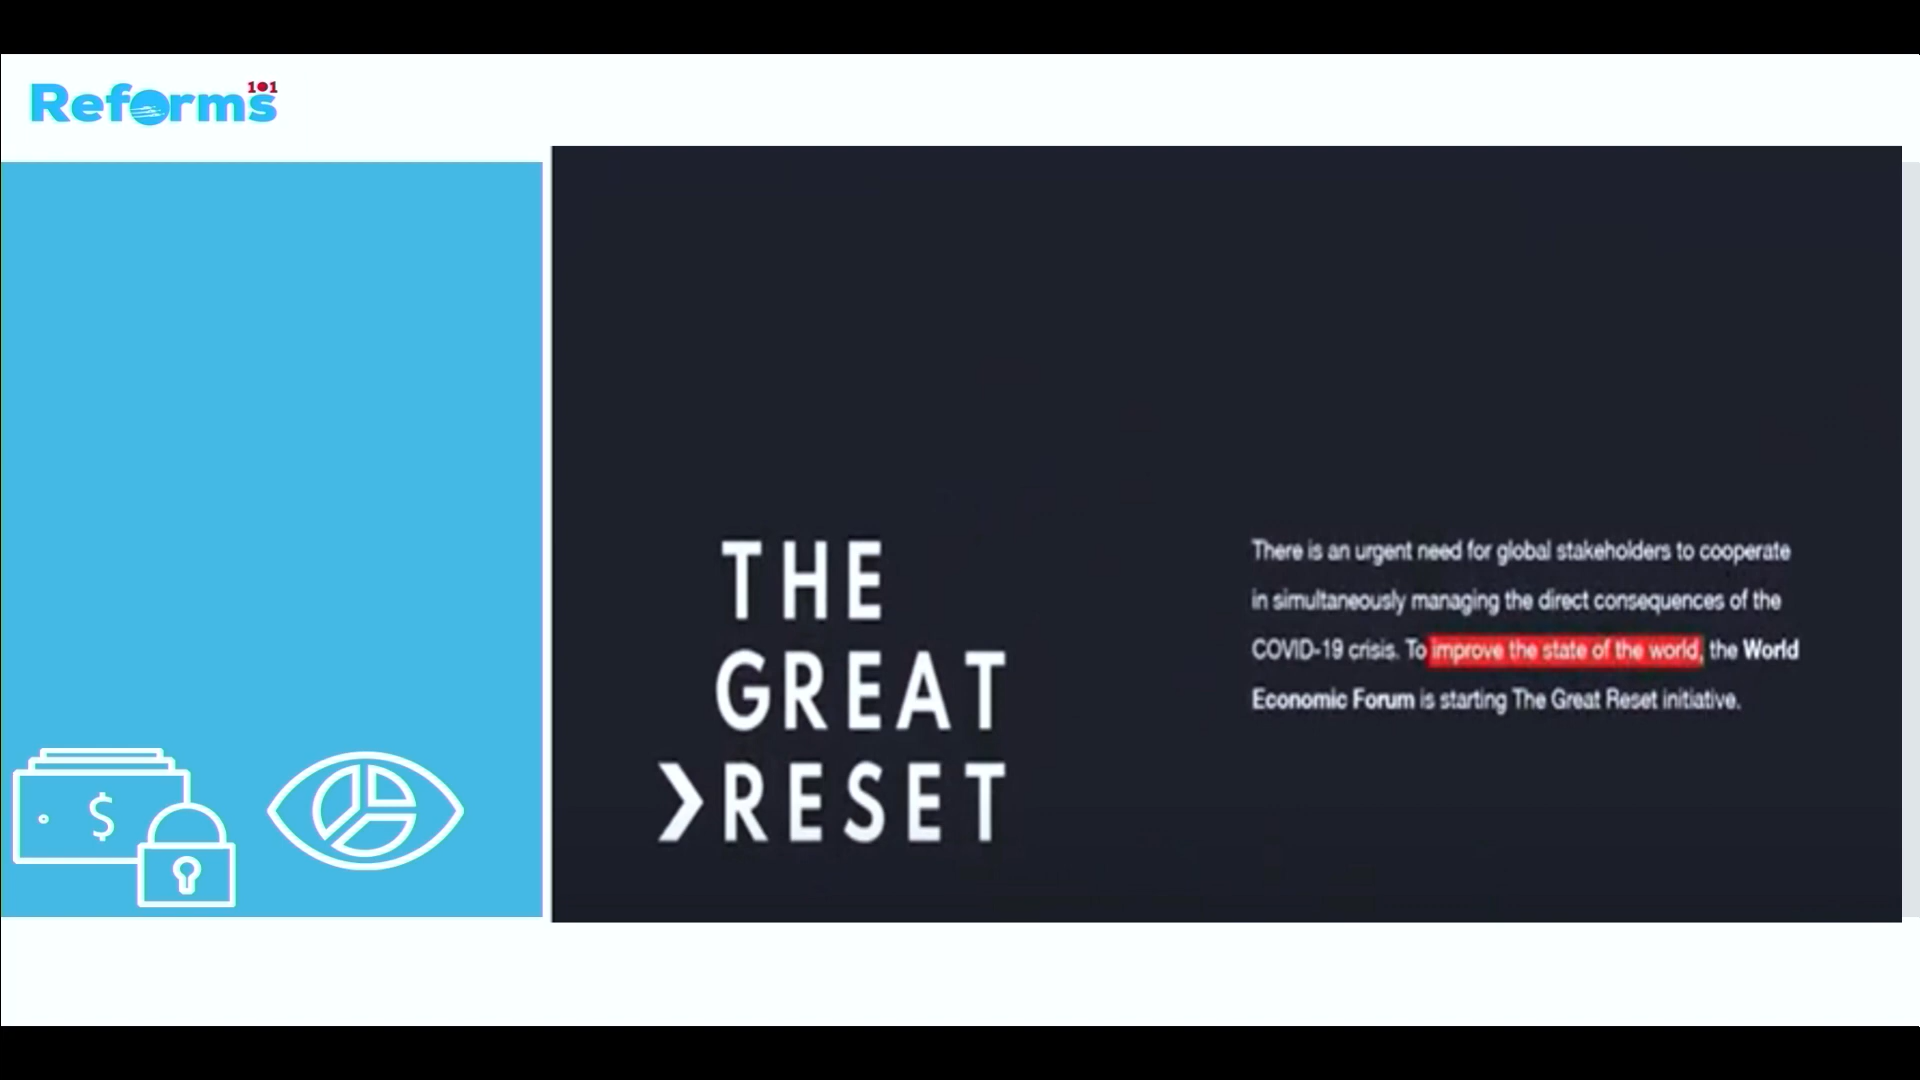 Reforms 101
THE
GREAT
RESET
There is an urgent need for global stakeholders to cooperate
in simultaneously managing the direct consequences of the
COVID-19 crisis. To improve the state of the world, the World
Economic Forum is starting The Great Reset initiative.
$